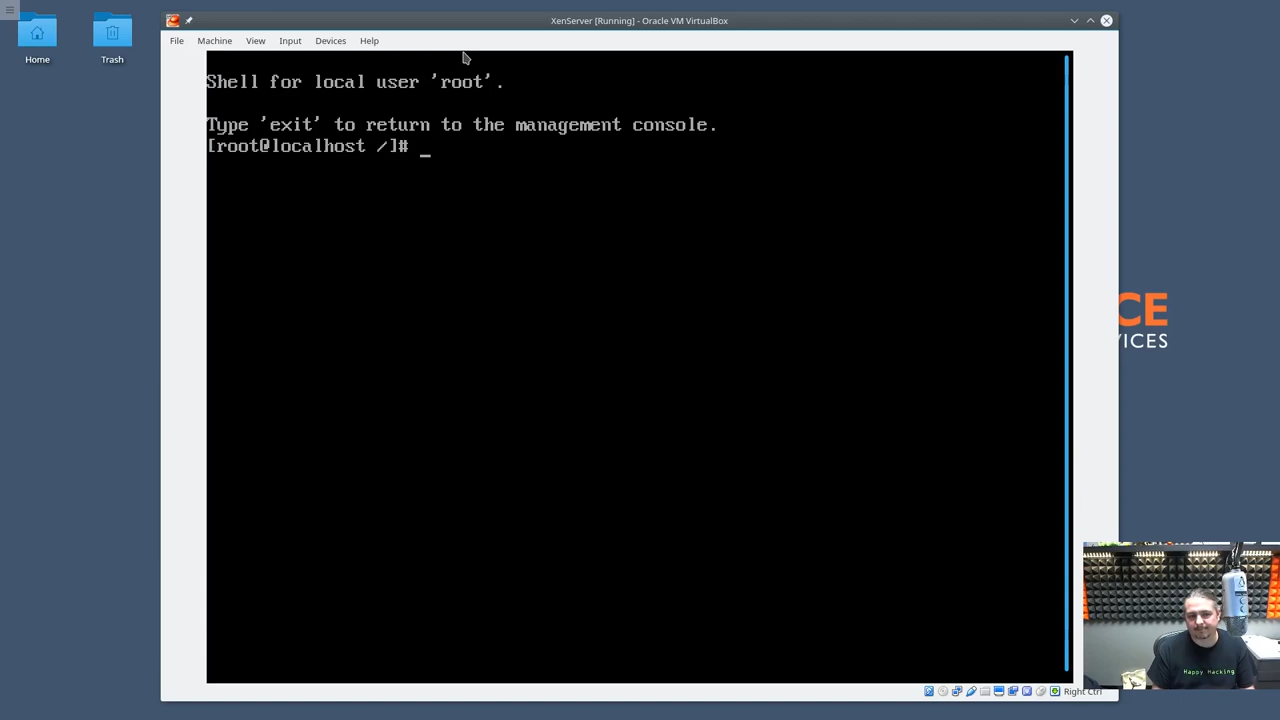 XenServer [Running] - Oracle VM VirtualBox
File Machine View Input Devices Help
Home
Trash
Shell for local user 'root'.
Type 'exit' to return to the management console.
[root@localhost /]# _
CE
VICES
Happy Hacking
Right Ctrl